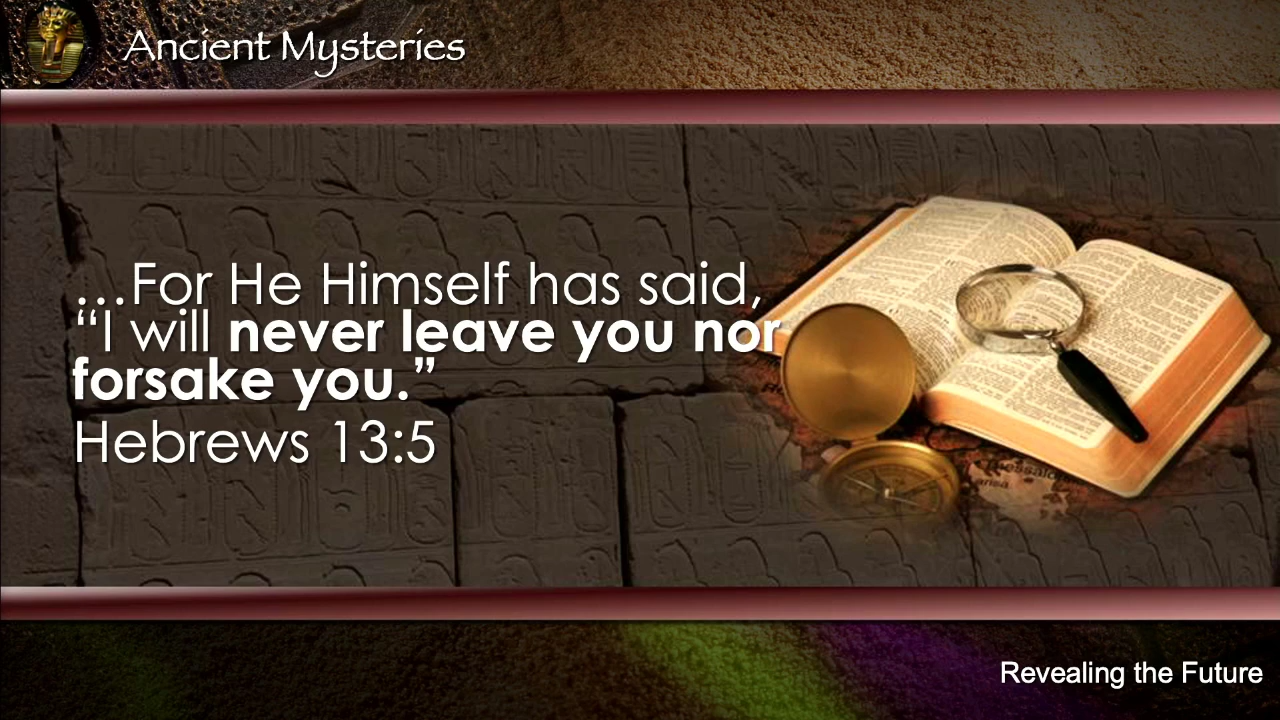 Ancient Mysteries
…For He Himself has said,
“I will never leave you nor
forsake you.”
Hebrews 13:5
Revealing the Future